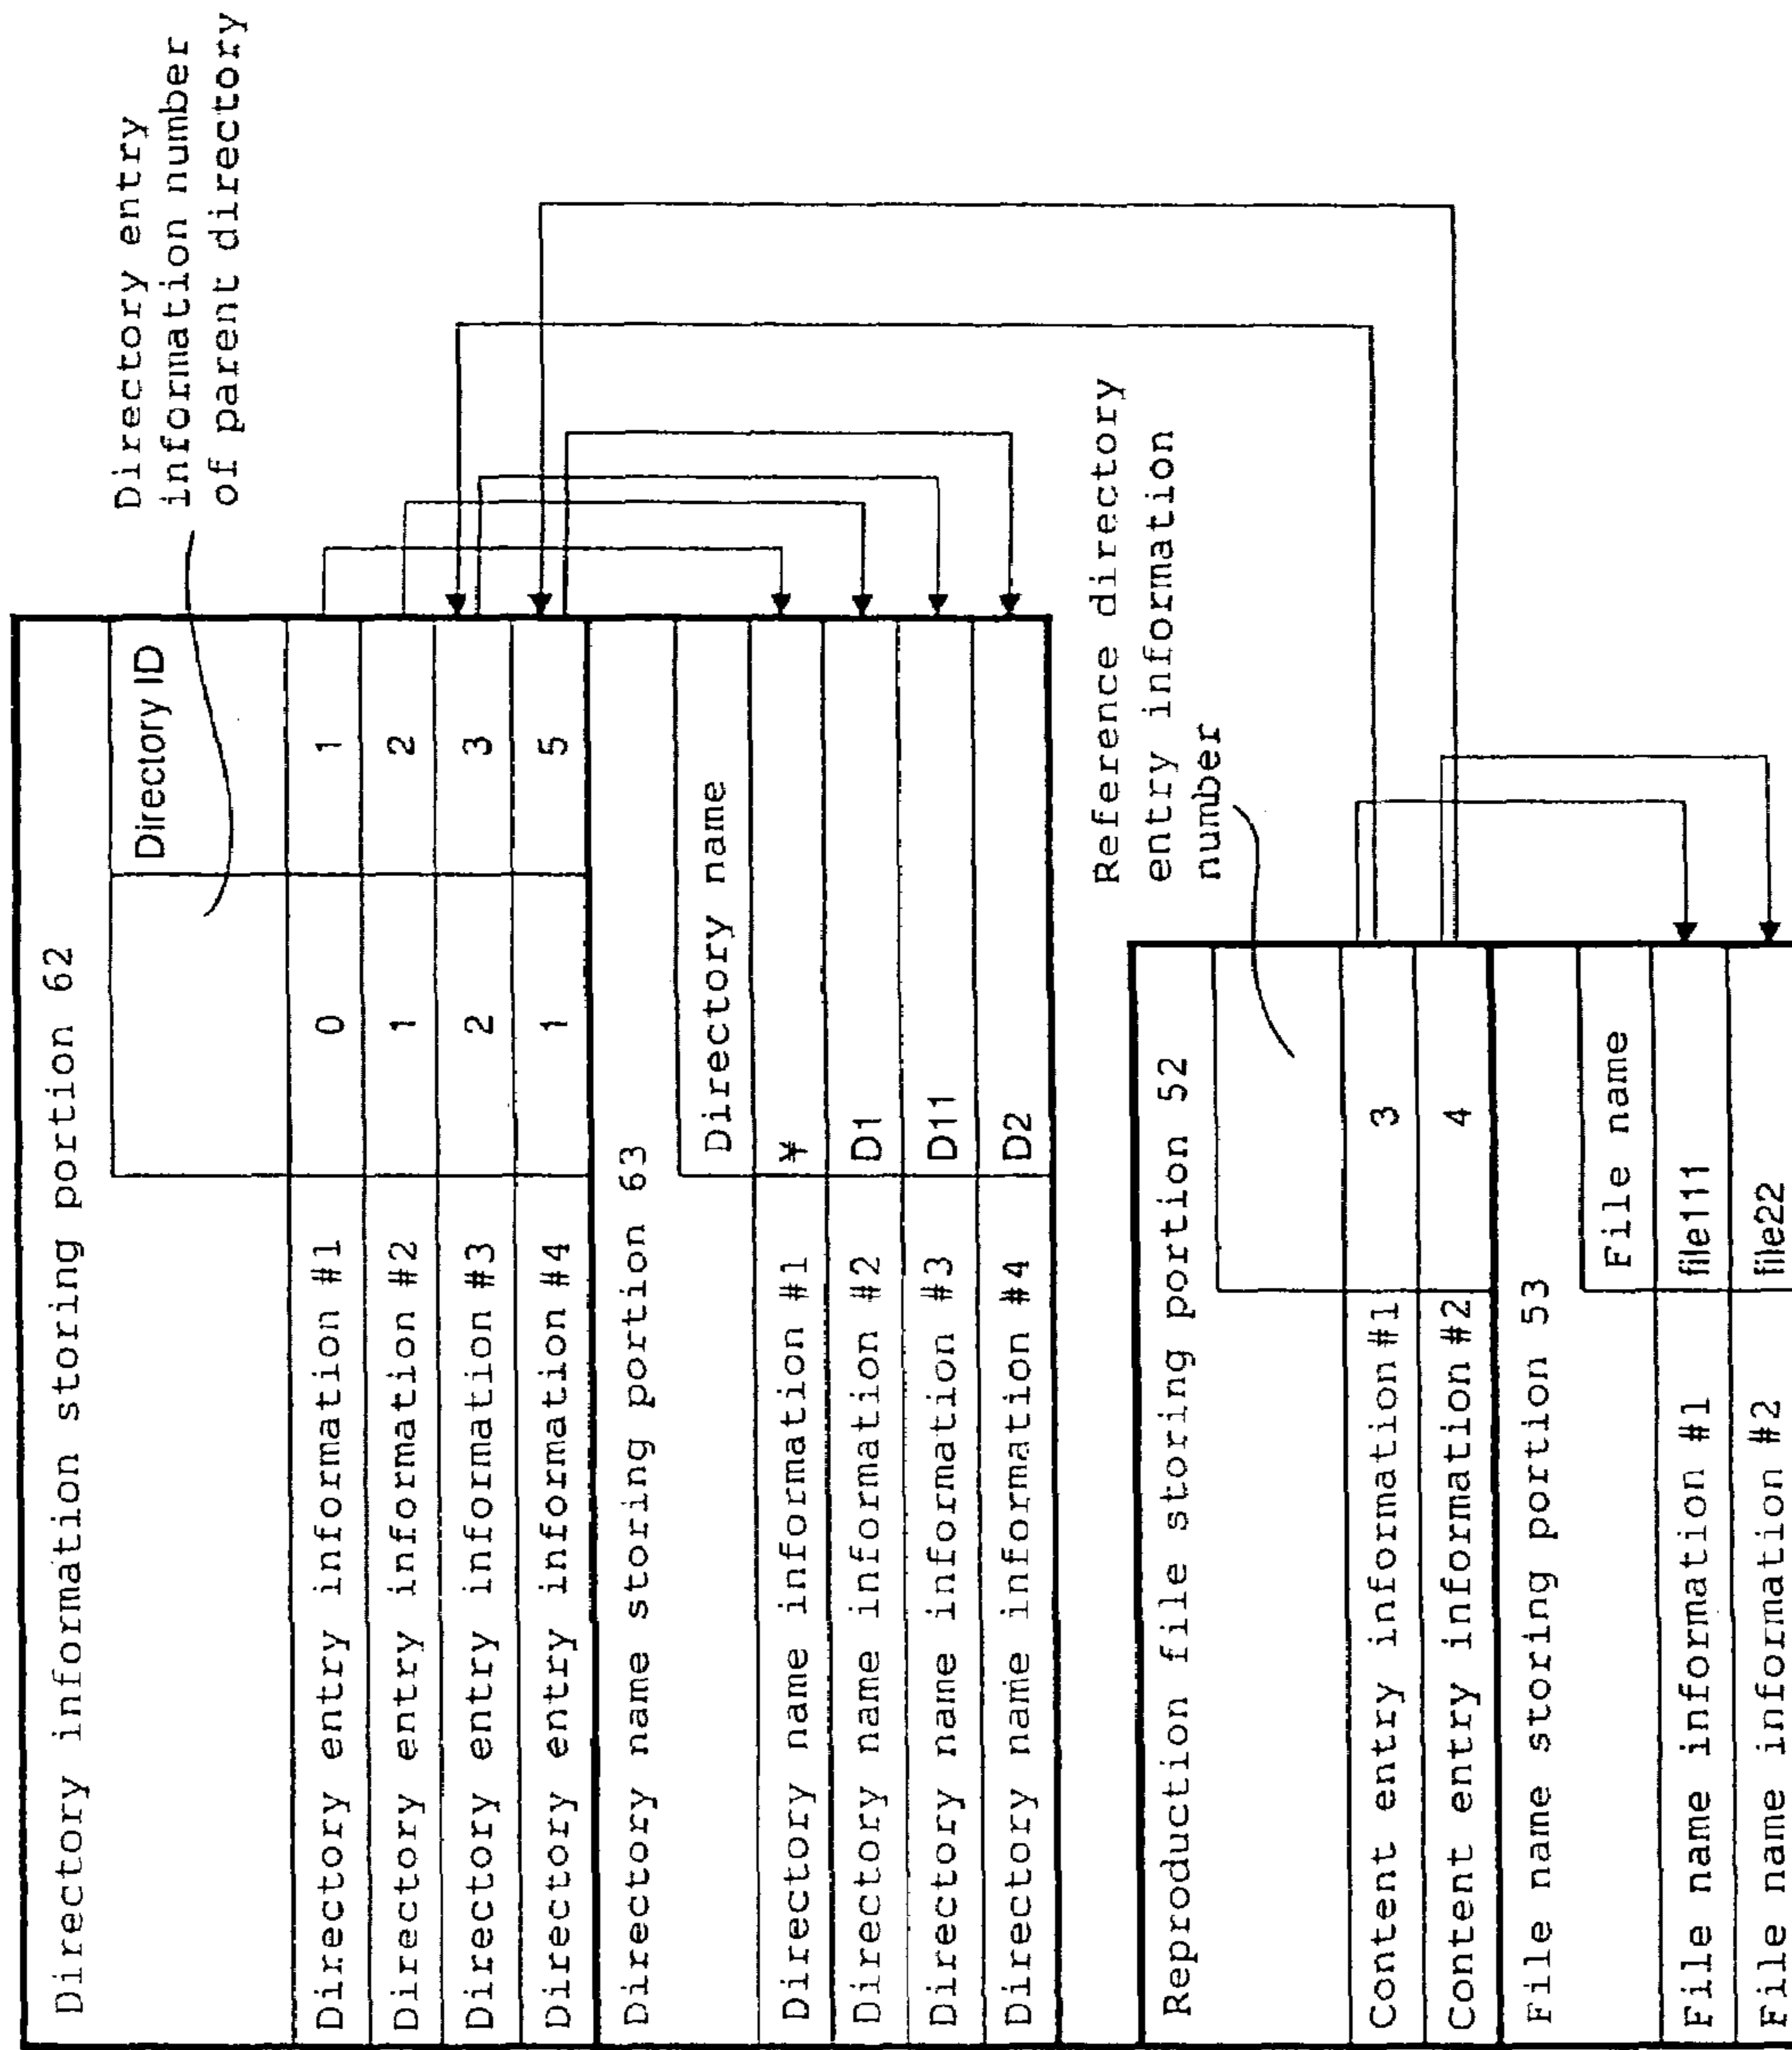 Directory information storing portion 62
Directory entry
information number
of parent directory
Directory ID
Directory entry information #1 0 1
Directory entry information #2 1 2
Directory entry information #3 2 3
Directory entry information #4 1 5
Directory name storing portion 63
Directory name
Directory name information #1 ¥
Directory name information #2 D1
Directory name information #3 D11
Directory name information #4 D2
Reproduction file storing portion 52
Reference directory
entry information
number
Content entry information #1 3
Content entry information #2 4
File name storing portion 53
File name
File name information #1 file111
File name information #2 file22